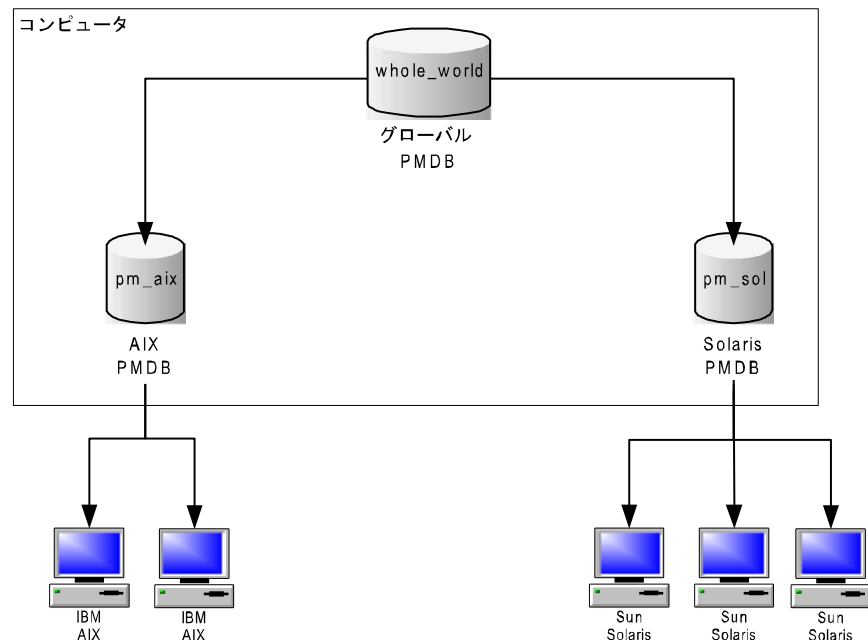 コンピュータ
whole_world
グローバル
PMDB
pm_aix
pm_sol
AIX
PMDB
Solaris
PMDB
IBM
AIX
IBM
AIX
Sun
Solaris
Sun
Solaris
Sun
Solaris